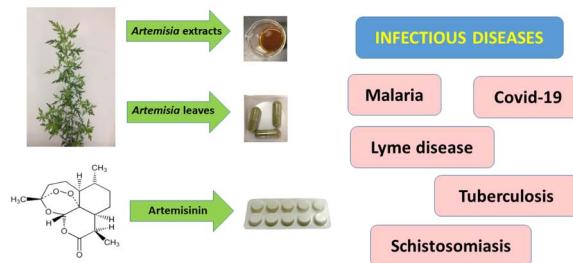 Artemisia extracts
Artemisia leaves
Artemisinin
CH₃
H
H₃C
O
O
O
H
H
O
H
CH₃
O
INFECTIOUS DISEASES
Malaria
Covid-19
Lyme disease
Tuberculosis
Schistosomiasis